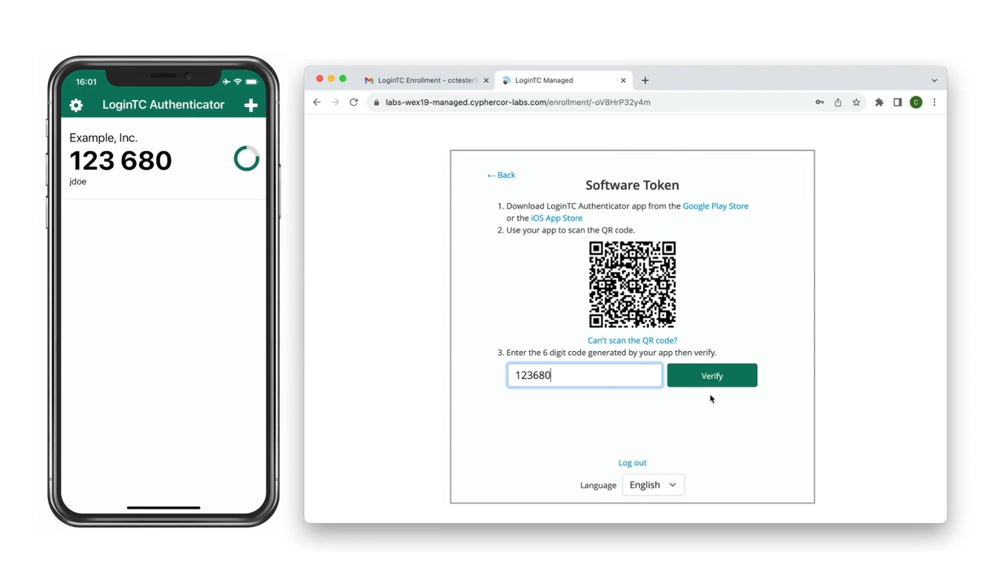 16:01
LoginTC Authenticator
Example, Inc.
123 680
jdoe
LoginTC Enrollment - cctester
LoginTC Managed
labs-wex19-managed.cyphercor-labs.com/enrollment/-oV8HrP32y4m
C
← Back
Software Token
1. Download LoginTC Authenticator app from the Google Play Store
or the iOS App Store
2. Use your app to scan the QR code.
Can't scan the QR code?
3. Enter the 6 digit code generated by your app then verify.
123680
Verify
Log out
Language English